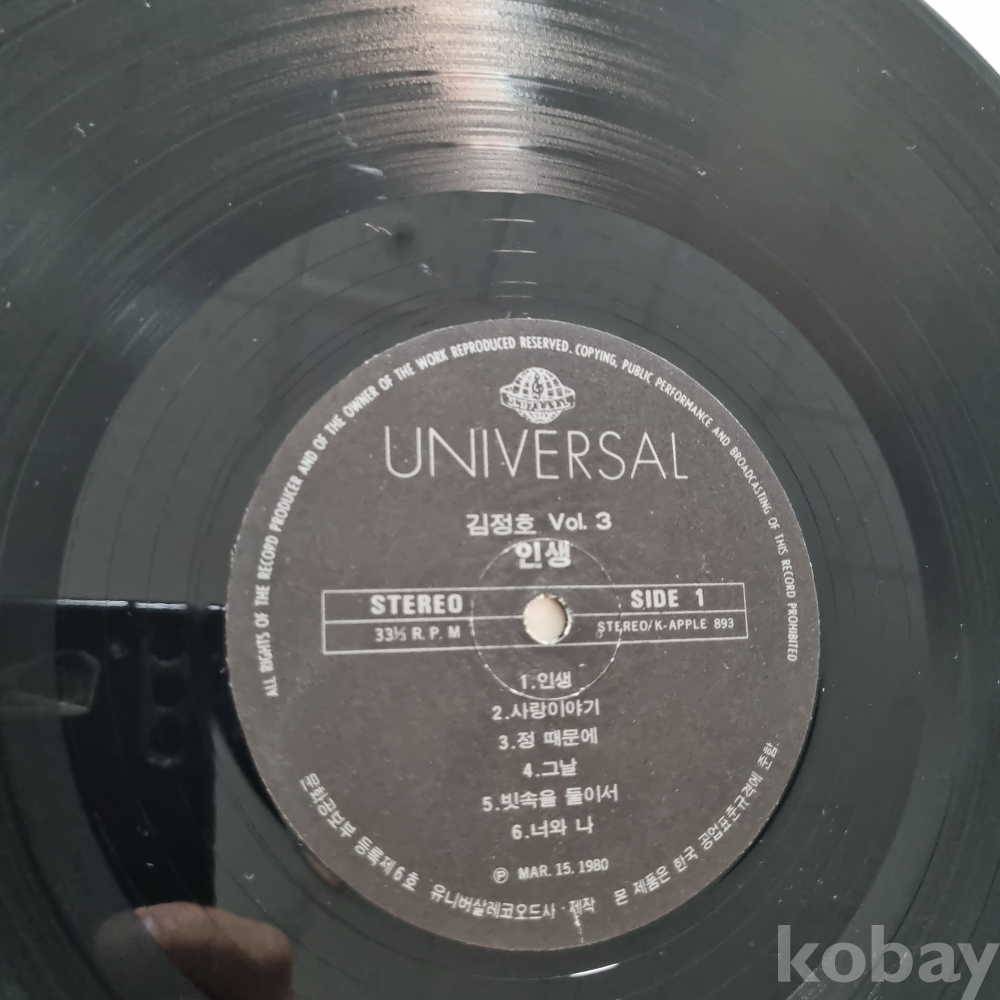 ALL RIGHTS OF THE RECORD PRODUCER AND OF THE OWNER OF THE WORK REPRODUCED RESERVED. COPYING, PUBLIC PERFORMANCE AND BROADCASTING OF THIS RECORD PROHIBITED
UNIVERSAL
UNIVERSAL
김정호 Vol. 3
인생
STEREO SIDE 1
33⅓ R. P. M STEREO/K-APPLE 893
1.인생
2.사랑이야기
3.정 때문에
4.그날
5.빗속을 둘이서
6.너와 나
Ⓟ MAR. 15. 1980
문화공보부 등록제6호 유니버살레코오드사·제작 본 제품은 한국 공업표준규격에 준함.
kobay